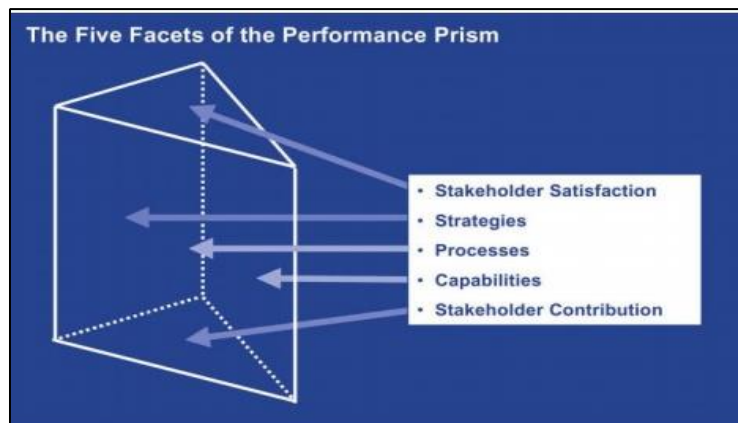 The Five Facets of the Performance Prism
• Stakeholder Satisfaction
• Strategies
• Processes
• Capabilities
• Stakeholder Contribution